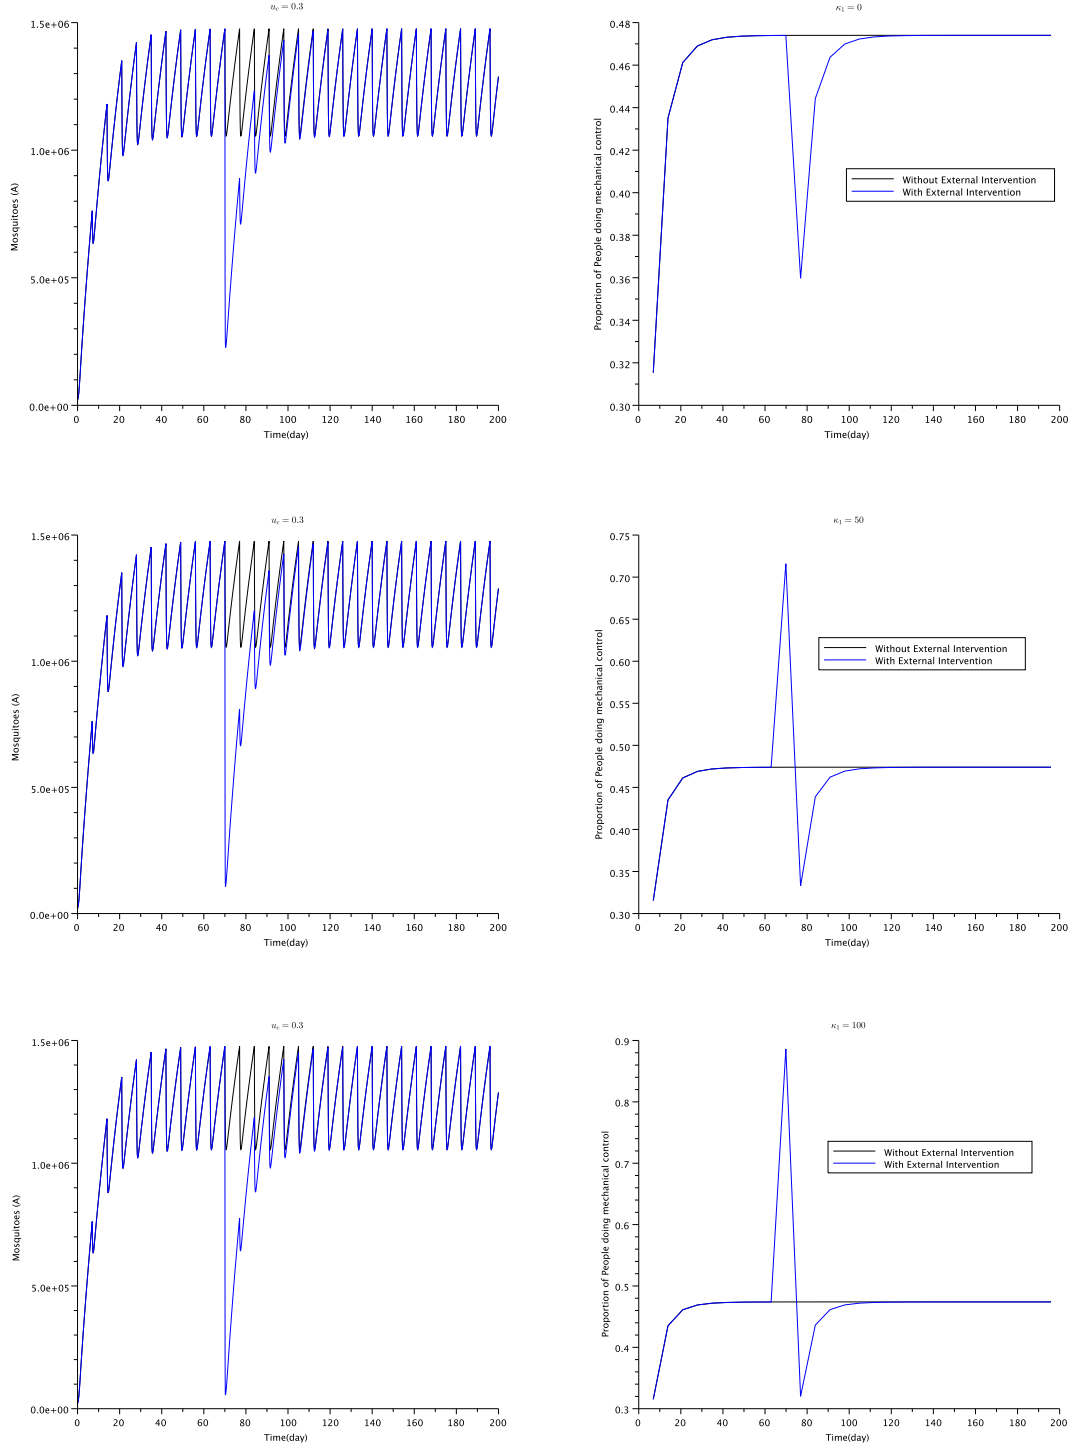 u_c = 0.3
1.5e+06
1.0e+06
5.0e+05
0.0e+00
Mosquitoes (A)
0 20 40 60 80 100 120 140 160 180 200
Time(day)
κ₁ = 0
0.48
0.46
0.44
0.42
0.40
0.38
0.36
0.34
0.32
0.30
Proportion of People doing mechanical control
Without External Intervention
With External Intervention
0 20 40 60 80 100 120 140 160 180 200
Time(day)
u_c = 0.3
1.5e+06
1.0e+06
5.0e+05
0.0e+00
Mosquitoes (A)
0 20 40 60 80 100 120 140 160 180 200
Time(day)
κ₁ = 50
0.75
0.70
0.65
0.60
0.55
0.50
0.45
0.40
0.35
0.30
Proportion of People doing mechanical control
Without External Intervention
With External Intervention
0 20 40 60 80 100 120 140 160 180 200
Time(day)
u_c = 0.3
1.5e+06
1.0e+06
5.0e+05
0.0e+00
Mosquitoes (A)
0 20 40 60 80 100 120 140 160 180 200
Time(day)
κ₁ = 100
0.9
0.8
0.7
0.6
0.5
0.4
0.3
Proportion of People doing mechanical control
Without External Intervention
With External Intervention
0 20 40 60 80 100 120 140 160 180 200
Time(day)